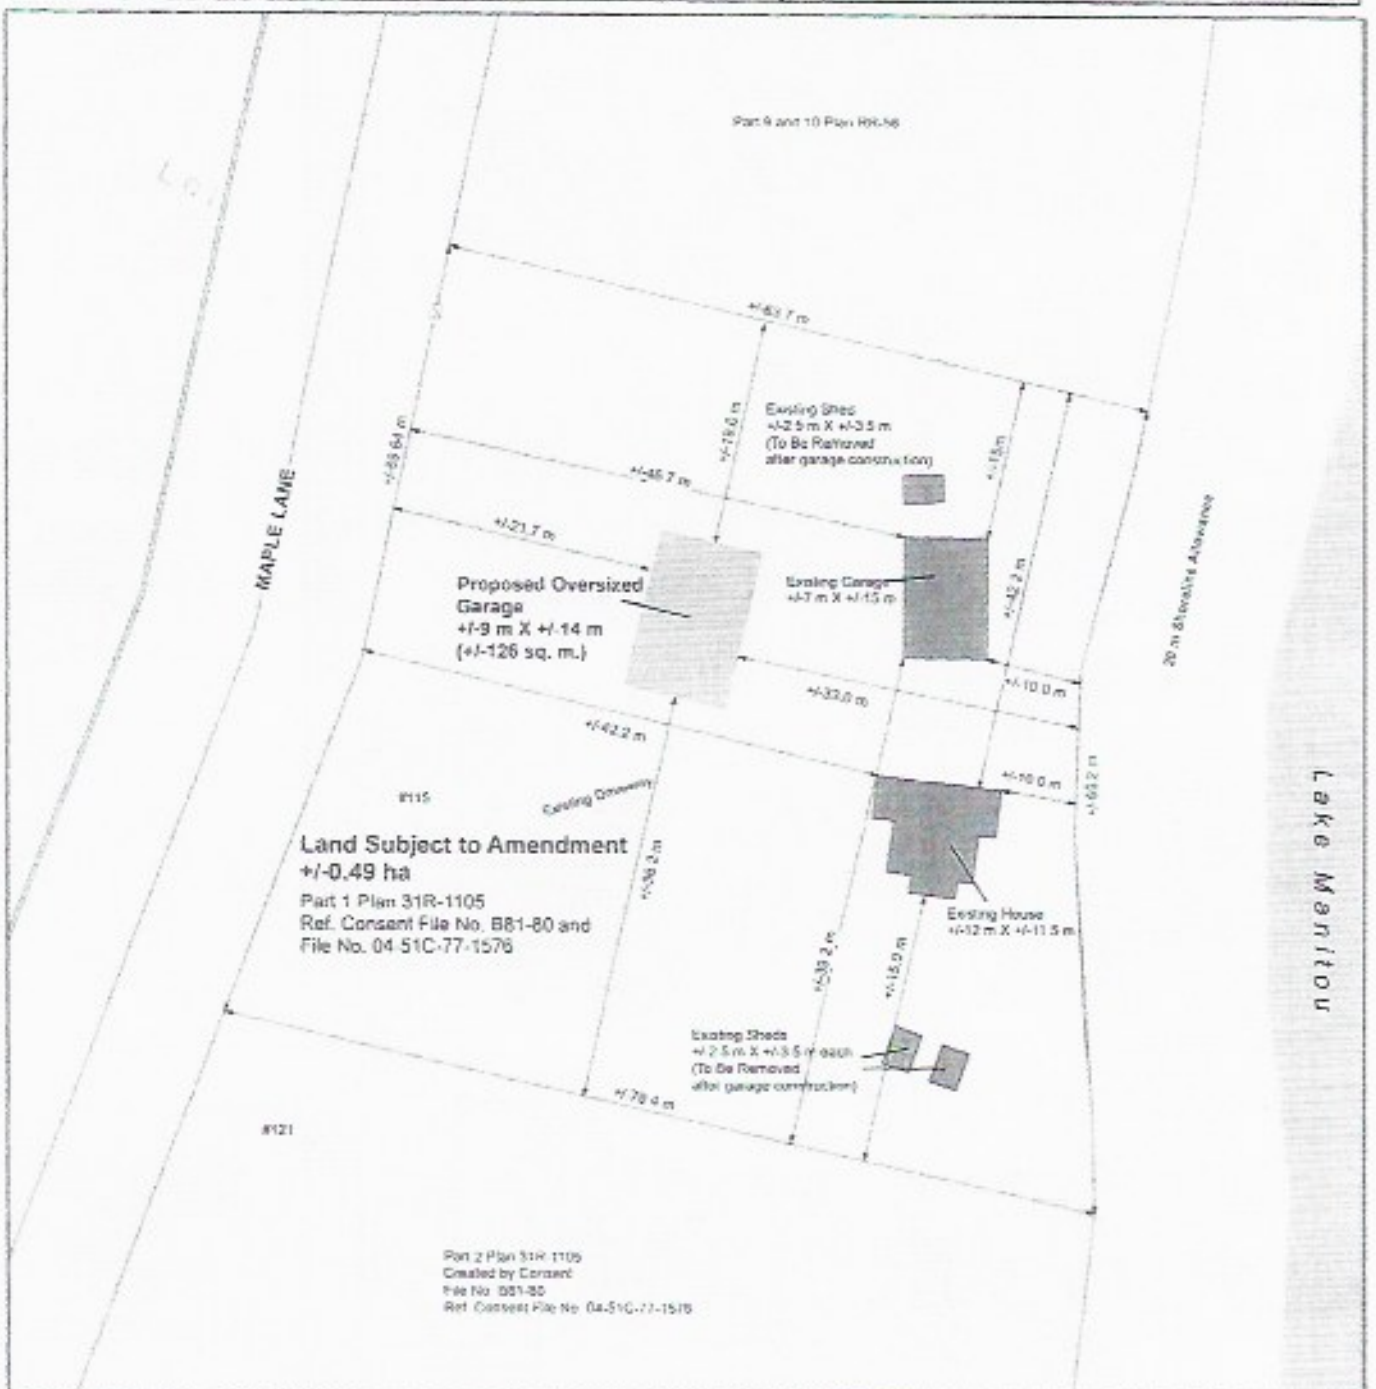 Part 9 and 10 Plan RR-56
+/-63.7 m
+/-19.0 m
Existing Shed
+/-2.5 m X +/-3.5 m
(To Be Removed
after garage construction)
+/-15m
+/-45.7 m
+/-21.7 m
MAPLE LANE
Proposed Oversized
Garage
+/-9 m X +/-14 m
(+/-126 sq. m.)
Existing Garage
+/-7 m X +/-15 m
+/-42.2 m
20 m Shoreline Allowance
+/-10.0 m
+/-33.0 m
+/-42.2 m
+/-10.0 m
Existing Driveway
#115
Land Subject to Amendment
+/-0.49 ha
Part 1 Plan 31R-1105
Ref. Consent File No. B81-80 and
File No. 04-51C-77-1576
Lake Manitou
Existing House
+/-12 m X +/-11.5 m
+/-15.0 m
Existing Sheds
+/-2.5 m X +/-3.5 m each
(To Be Removed
after garage construction)
+/-78.4 m
#121
Part 2 Plan 31R-1105
Created by Consent
File No. B81-80
Ref. Consent File No. 04-51C-77-1576